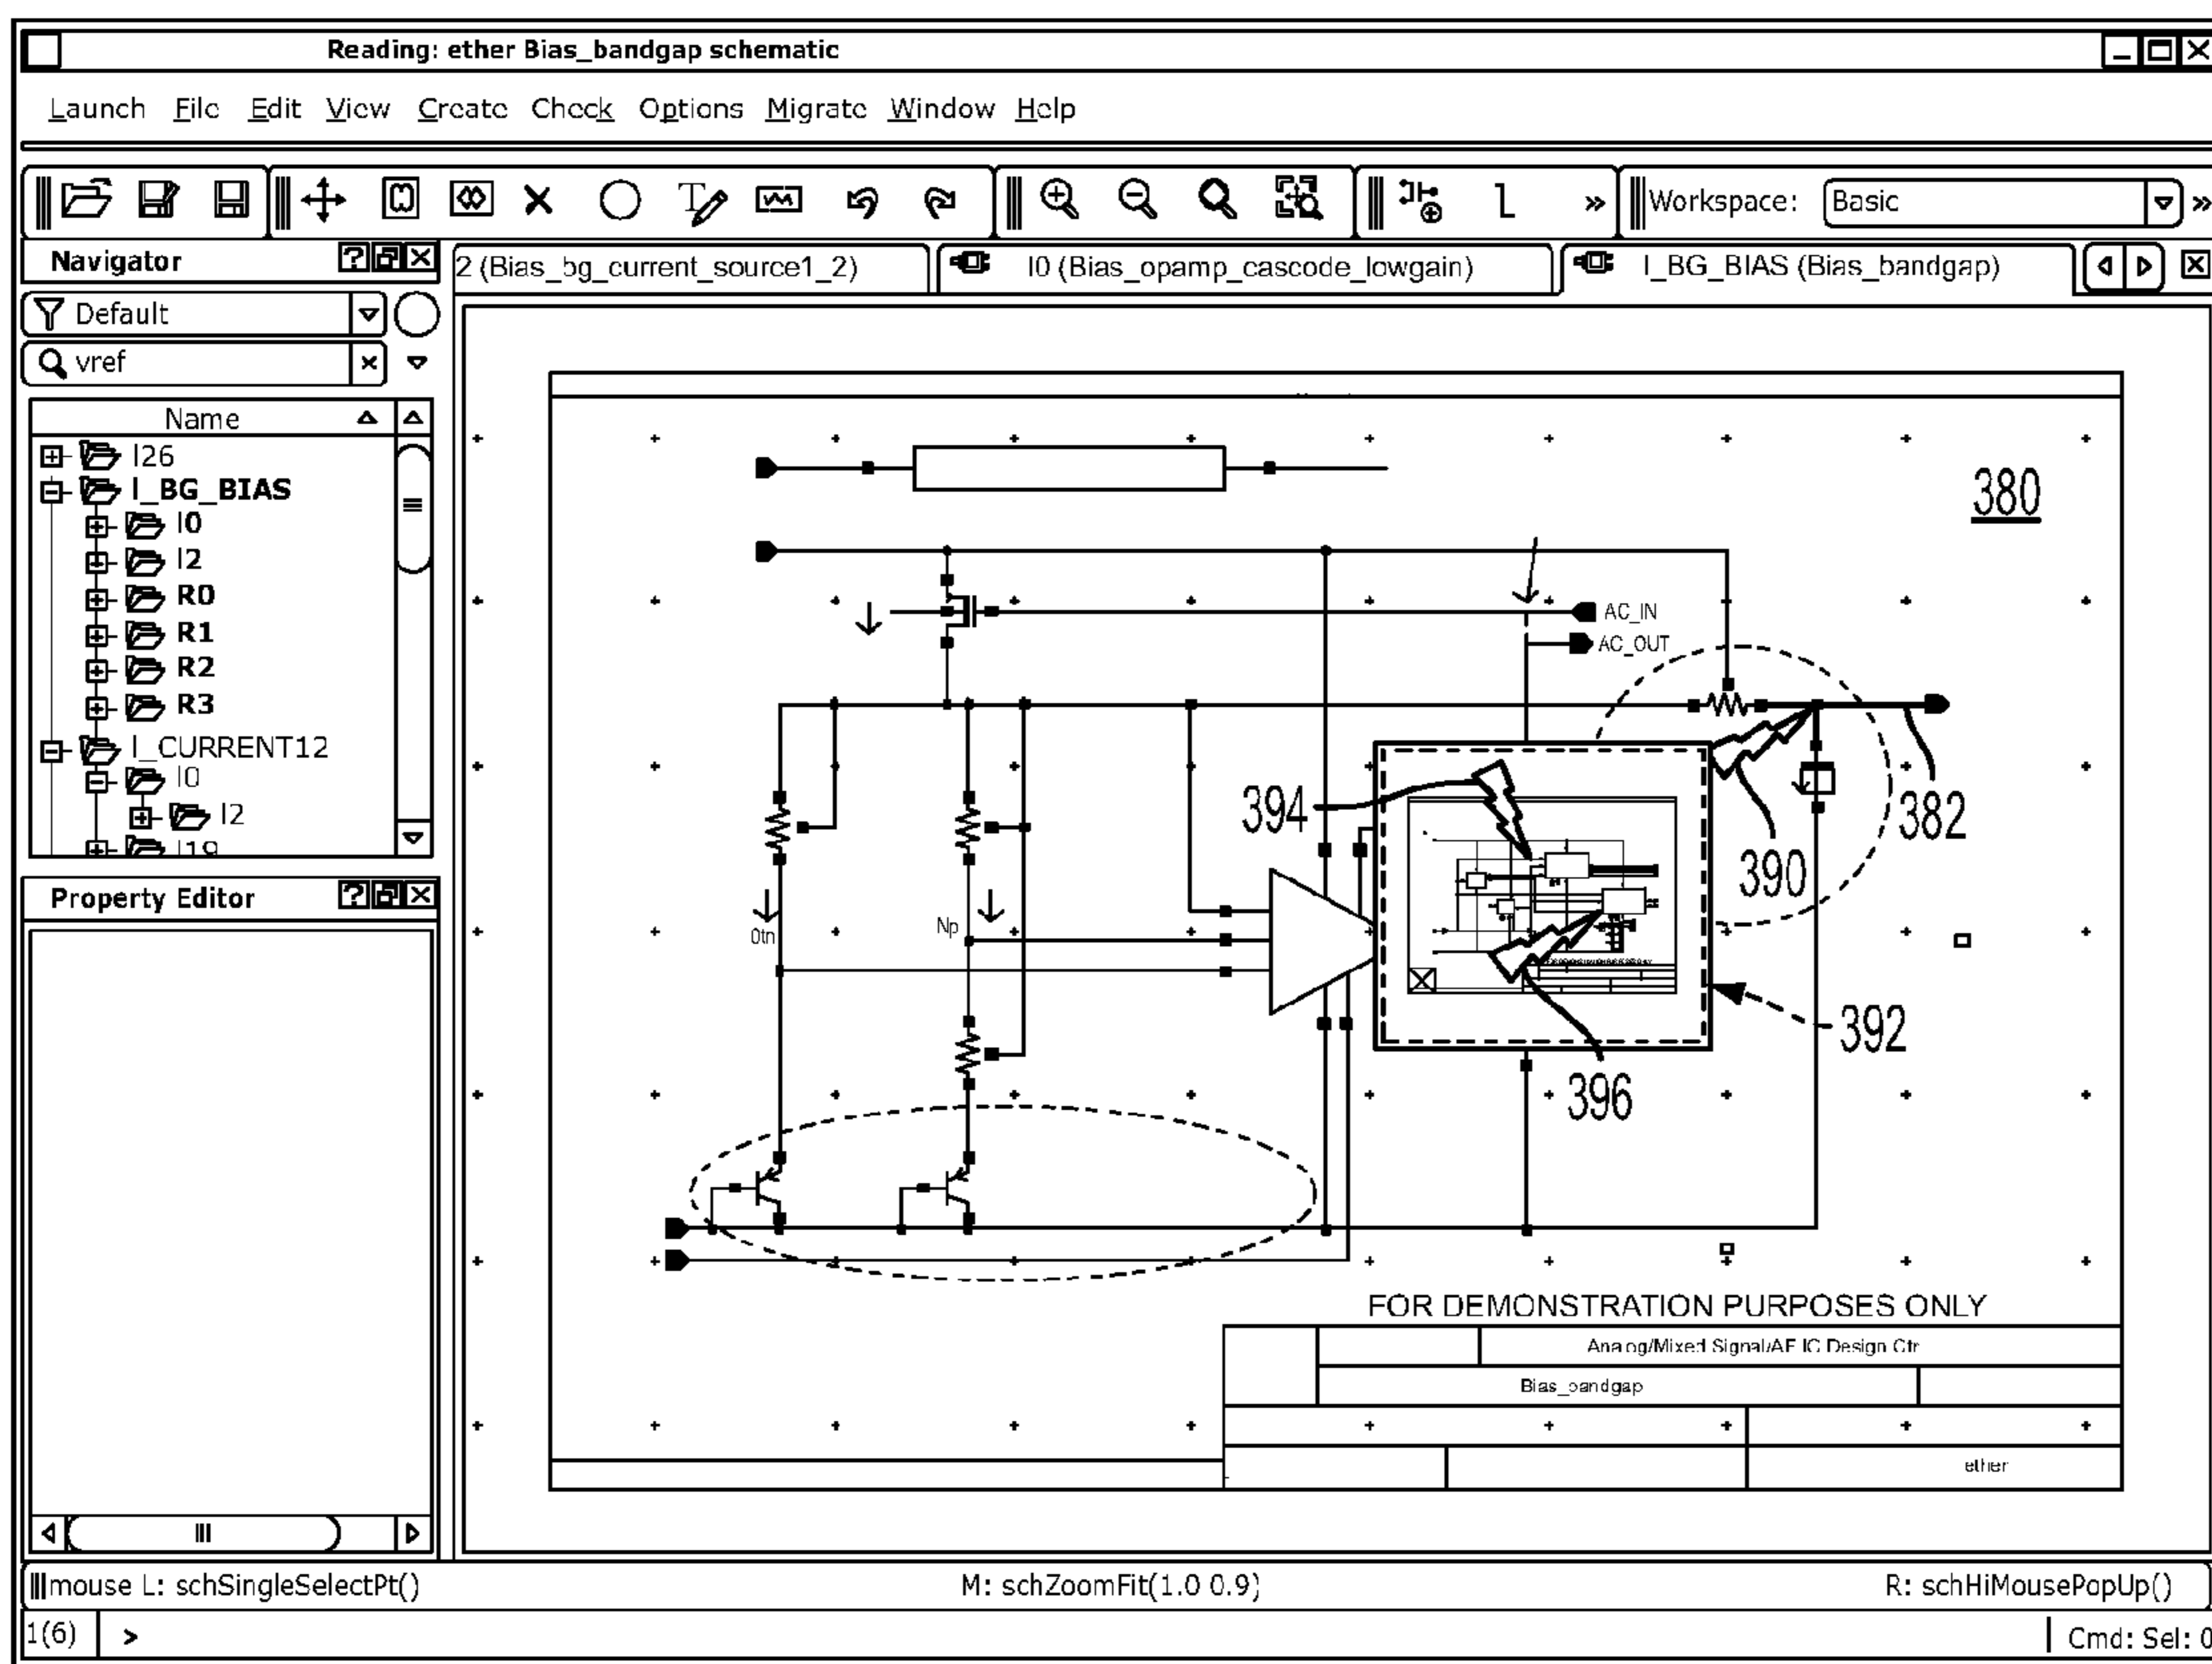 Reading: ether Bias_bandgap schematic
Launch File Edit View Create Check Options Migrate Window Help
Workspace: Basic
Navigator
2 (Bias_bg_current_source1_2)
I0 (Bias_opamp_cascode_lowgain)
I_BG_BIAS (Bias_bandgap)
Default
vref
Name
I26
I_BG_BIAS
I0
I2
R0
R1
R2
R3
I_CURRENT12
I0
I2
I19
Property Editor
380
AC_IN
AC_OUT
394
382
390
Np
392
396
FOR DEMONSTRATION PURPOSES ONLY
Analog/Mixed Signal/AF IC Design Ctr
Bias_bandgap
ether
mouse L: schSingleSelectPt()
M: schZoomFit(1.0 0.9)
R: schHiMousePopUp()
1(6) >
Cmd: Sel: 0